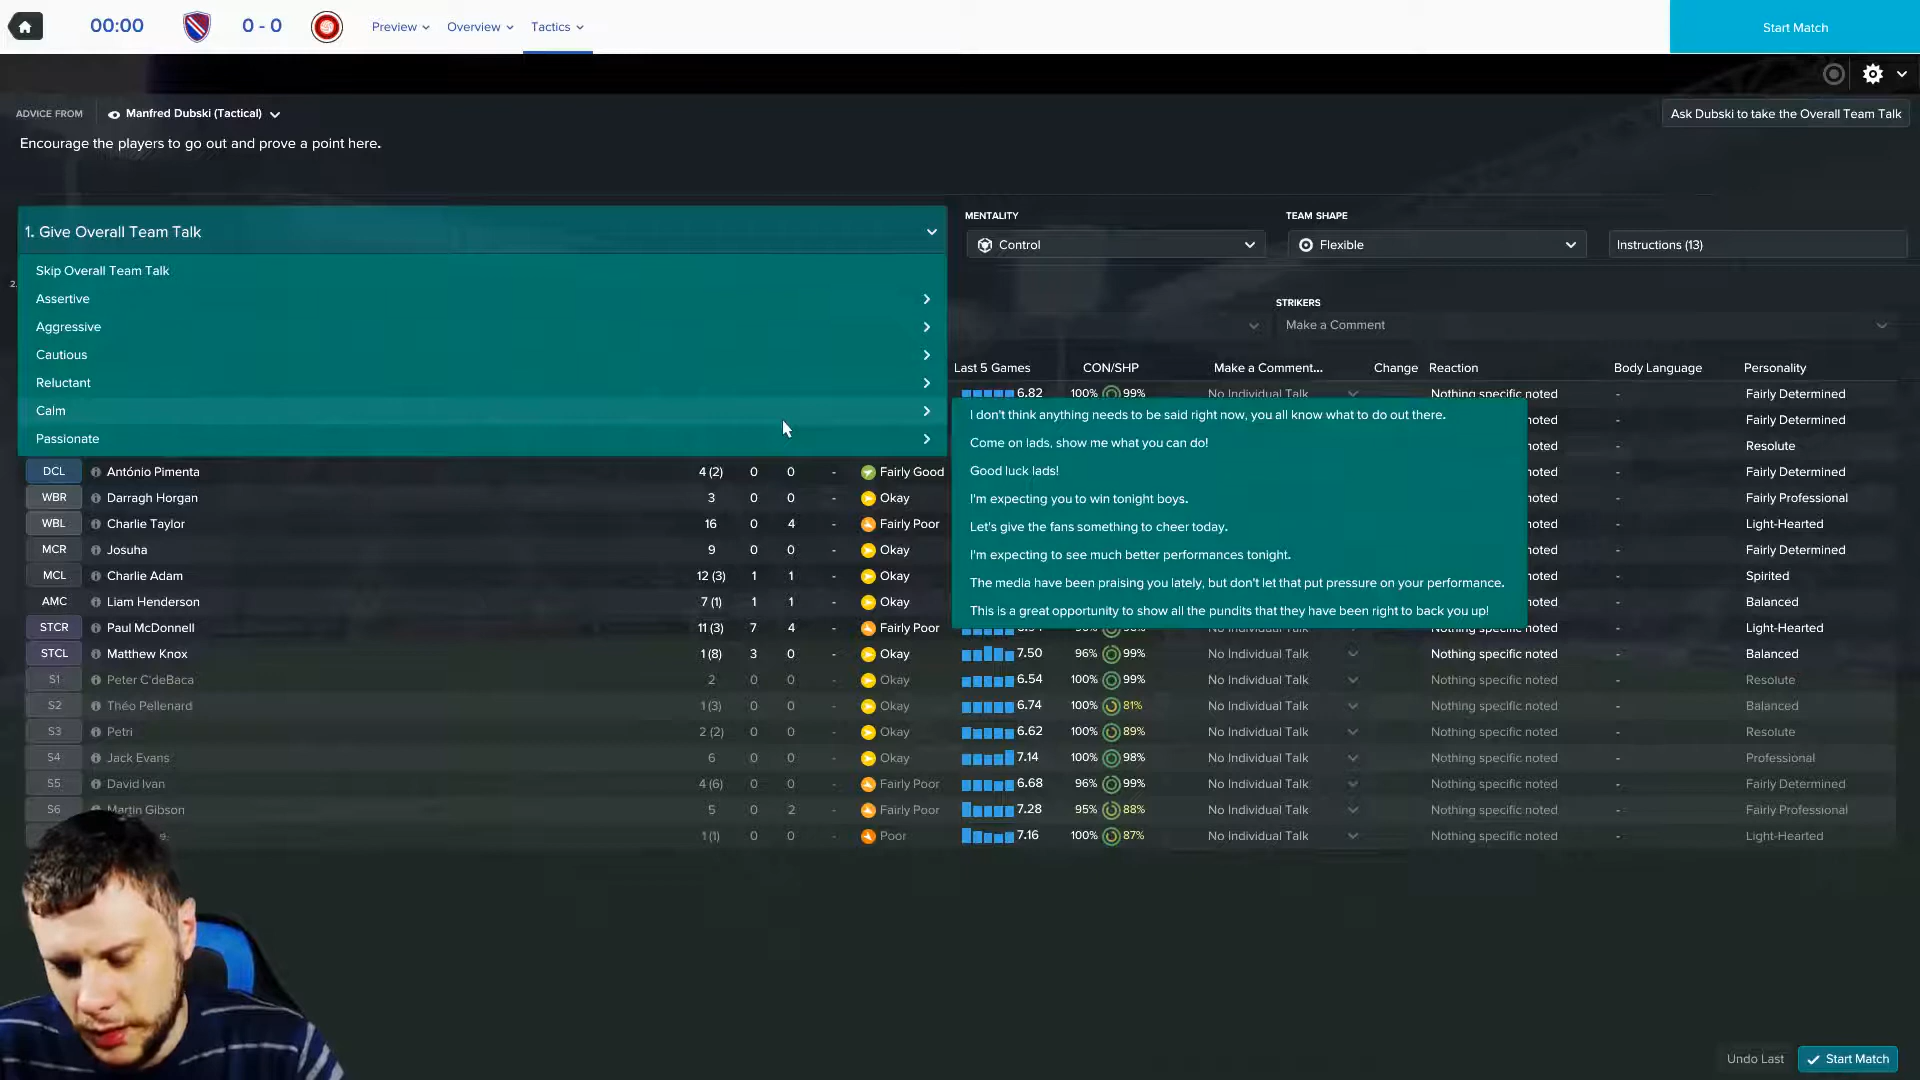 00:00 0 - 0 Preview Overview Tactics Start Match
ADVICE FROM Manfred Dubski (Tactical) Ask Dubski to take the Overall Team Talk
Encourage the players to go out and prove a point here.
1. Give Overall Team Talk
MENTALITY TEAM SHAPE
Control Flexible Instructions (13)
Skip Overall Team Talk
2.
Assertive
STRIKERS
Aggressive Make a Comment
Cautious
Last 5 Games CON/SHP Make a Comment... Change Reaction Body Language Personality
Reluctant
6.82 100% 99% No Individual Talk Nothing specific noted - Fairly Determined
Calm
I don't think anything needs to be said right now, you all know what to do out there.
noted - Fairly Determined
Passionate
Come on lads, show me what you can do!
noted - Resolute
DCL António Pimenta 4 (2) 0 0 - Fairly Good Good luck lads! noted - Fairly Determined
WBR Darragh Horgan 3 0 0 - Okay I'm expecting you to win tonight boys. noted - Fairly Professional
WBL Charlie Taylor 16 0 4 - Fairly Poor Let's give the fans something to cheer today. noted - Light-Hearted
MCR Josuha 9 0 0 - Okay I'm expecting to see much better performances tonight. noted - Fairly Determined
MCL Charlie Adam 12 (3) 1 1 - Okay The media have been praising you lately, but don't let that put pressure on your performance. noted - Spirited
AMC Liam Henderson 7 (1) 1 1 - Okay This is a great opportunity to show all the pundits that they have been right to back you up! noted - Balanced
STCR Paul McDonnell 11 (3) 7 4 - Fairly Poor No Individual Talk Nothing specific noted - Light-Hearted
STCL Matthew Knox 1 (8) 3 0 - Okay 7.50 96% 99% No Individual Talk Nothing specific noted - Balanced
S1 Peter C'deBaca 2 0 0 - Okay 6.54 100% 99% No Individual Talk Nothing specific noted - Resolute
S2 Théo Pellenard 1 (3) 0 0 - Okay 6.74 100% 81% No Individual Talk Nothing specific noted - Balanced
S3 Petri 2 (2) 0 0 - Okay 6.62 100% 89% No Individual Talk Nothing specific noted - Resolute
S4 Jack Evans 6 0 0 - Okay 7.14 100% 98% No Individual Talk Nothing specific noted - Professional
S5 David Ivan 4 (6) 0 0 - Fairly Poor 6.68 96% 99% No Individual Talk Nothing specific noted - Fairly Determined
S6 Martin Gibson 5 0 2 - Fairly Poor 7.28 95% 88% No Individual Talk Nothing specific noted - Fairly Professional
1 (1) 0 0 - Poor 7.16 100% 87% No Individual Talk Nothing specific noted - Light-Hearted
Undo Last Start Match